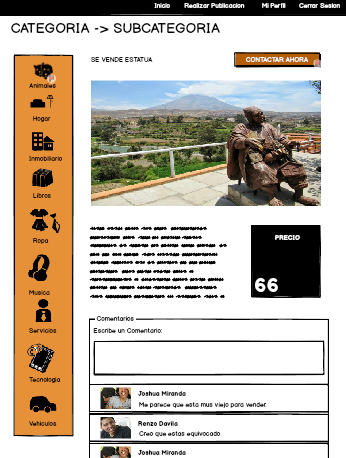 Inicio Realizar Publicacion Mi Perfil Cerrar Sesion
CATEGORIA -> SUBCATEGORIA
SE VENDE ESTATUA
CONTACTAR AHORA
Animales
Hogar
Inmobiliario
Libros
Ropa
Musica
Servicios
Tecnologia
Vehiculos
PRECIO
66
Comentarios
Escribe un Comentario:
Joshua Miranda
Me parece que esta mus viejo para vender.
Renzo Davila
Creo que estas equivocado
Joshua Miranda